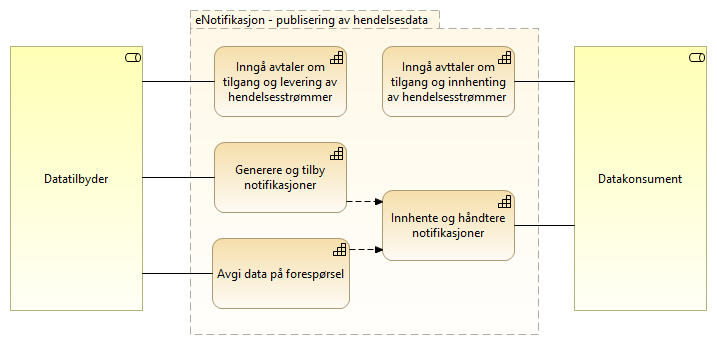 eNotifikasjon - publisering av hendelsesdata
Datatilbyder
Inngå avtaler om
tilgang og levering av
hendelsesstrømmer
Inngå avttaler om
tilgang og innhenting
av hendelsesstrømmer
Generere og tilby
notifikasjoner
Innhente og håndtere
notifikasjoner
Avgi data på forespørsel
Datakonsument